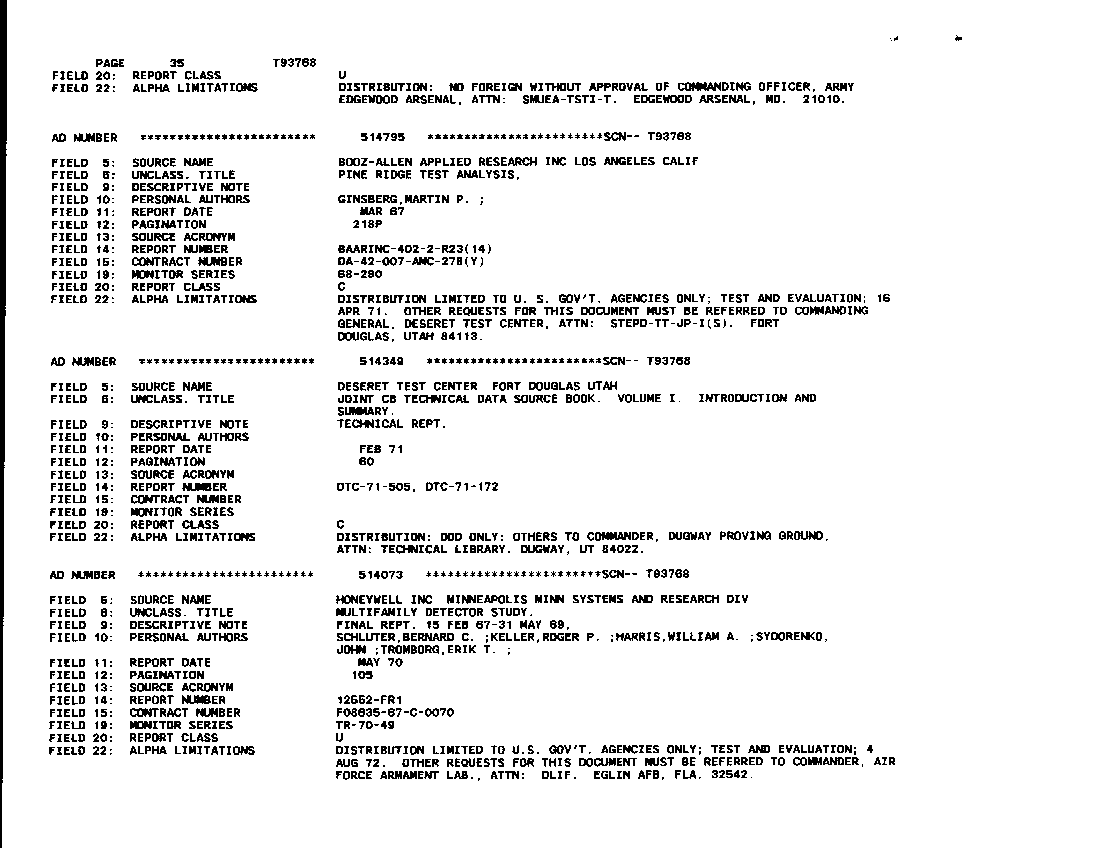 PAGE 35 T93768
FIELD 20: REPORT CLASS U
FIELD 22: ALPHA LIMITATIONS DISTRIBUTION: NO FOREIGN WITHOUT APPROVAL OF COMMANDING OFFICER, ARMY
EDGEWOOD ARSENAL, ATTN: SMUEA-TSTI-T. EDGEWOOD ARSENAL, MD. 21010.
AD NUMBER ************************ 514795 ************************SCN-- T93768
FIELD 5: SOURCE NAME BOOZ-ALLEN APPLIED RESEARCH INC LOS ANGELES CALIF
FIELD 6: UNCLASS. TITLE PINE RIDGE TEST ANALYSIS,
FIELD 9: DESCRIPTIVE NOTE
FIELD 10: PERSONAL AUTHORS GINSBERG,MARTIN P. ;
FIELD 11: REPORT DATE MAR 67
FIELD 12: PAGINATION 218P
FIELD 13: SOURCE ACRONYM
FIELD 14: REPORT NUMBER BAARINC-402-2-R23(14)
FIELD 15: CONTRACT NUMBER DA-42-007-AMC-278(Y)
FIELD 19: MONITOR SERIES 68-280
FIELD 20: REPORT CLASS C
FIELD 22: ALPHA LIMITATIONS DISTRIBUTION LIMITED TO U. S. GOV'T. AGENCIES ONLY; TEST AND EVALUATION; 16
APR 71. OTHER REQUESTS FOR THIS DOCUMENT MUST BE REFERRED TO COMMANDING
GENERAL, DESERET TEST CENTER, ATTN: STEPD-TT-JP-I(S). FORT
DOUGLAS, UTAH 84113.
AD NUMBER ************************ 514349 ************************SCN-- T93768
FIELD 5: SOURCE NAME DESERET TEST CENTER FORT DOUGLAS UTAH
FIELD 6: UNCLASS. TITLE JOINT CB TECHNICAL DATA SOURCE BOOK. VOLUME I. INTRODUCTION AND
SUMMARY.
FIELD 9: DESCRIPTIVE NOTE TECHNICAL REPT.
FIELD 10: PERSONAL AUTHORS
FIELD 11: REPORT DATE FEB 71
FIELD 12: PAGINATION 60
FIELD 13: SOURCE ACRONYM
FIELD 14: REPORT NUMBER DTC-71-505, DTC-71-172
FIELD 15: CONTRACT NUMBER
FIELD 19: MONITOR SERIES
FIELD 20: REPORT CLASS C
FIELD 22: ALPHA LIMITATIONS DISTRIBUTION: DOD ONLY: OTHERS TO COMMANDER, DUGWAY PROVING GROUND,
ATTN: TECHNICAL LIBRARY. DUGWAY, UT 84022.
AD NUMBER ************************ 514073 ************************SCN-- T93768
FIELD 5: SOURCE NAME HONEYWELL INC MINNEAPOLIS MINN SYSTEMS AND RESEARCH DIV
FIELD 6: UNCLASS. TITLE MULTIFAMILY DETECTOR STUDY.
FIELD 9: DESCRIPTIVE NOTE FINAL REPT. 15 FEB 67-31 MAY 69,
FIELD 10: PERSONAL AUTHORS SCHLUTER,BERNARD C. ;KELLER,ROGER P. ;HARRIS,WILLIAM A. ;SYDORENKO,
JOHN ;TROMBORG,ERIK T. ;
FIELD 11: REPORT DATE MAY 70
FIELD 12: PAGINATION 105
FIELD 13: SOURCE ACRONYM
FIELD 14: REPORT NUMBER 12552-FR1
FIELD 15: CONTRACT NUMBER F08635-67-C-0070
FIELD 19: MONITOR SERIES TR-70-49
FIELD 20: REPORT CLASS U
FIELD 22: ALPHA LIMITATIONS DISTRIBUTION LIMITED TO U.S. GOV'T. AGENCIES ONLY; TEST AND EVALUATION; 4
AUG 72. OTHER REQUESTS FOR THIS DOCUMENT MUST BE REFERRED TO COMMANDER, AIR
FORCE ARMAMENT LAB., ATTN: DLIF. EGLIN AFB, FLA. 32542.